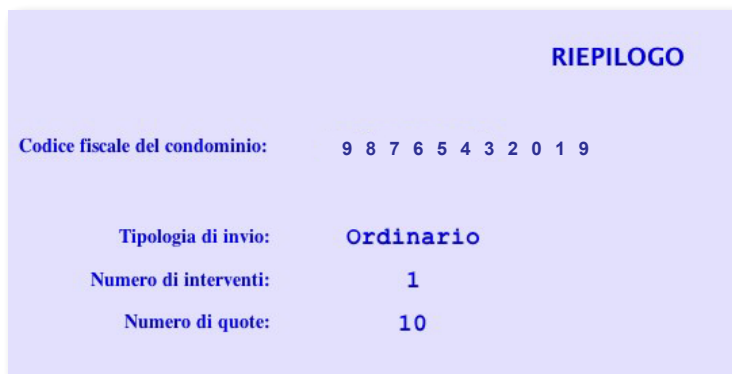 RIEPILOGO
Codice fiscale del condominio: 9 8 7 6 5 4 3 2 0 1 9
Tipologia di invio: Ordinario
Numero di interventi: 1
Numero di quote: 10